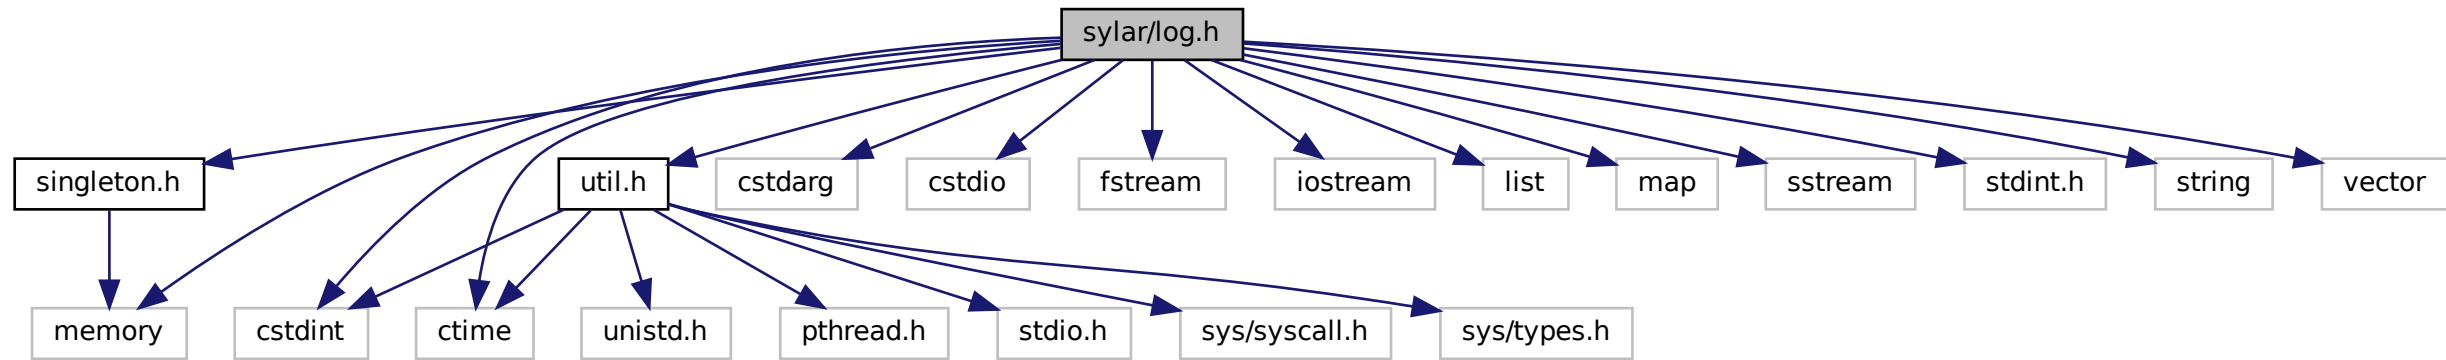 sylar/log.h
singleton.h
util.h
cstdarg
cstdio
fstream
iostream
list
map
sstream
stdint.h
string
vector
memory
cstdint
ctime
unistd.h
pthread.h
stdio.h
sys/syscall.h
sys/types.h